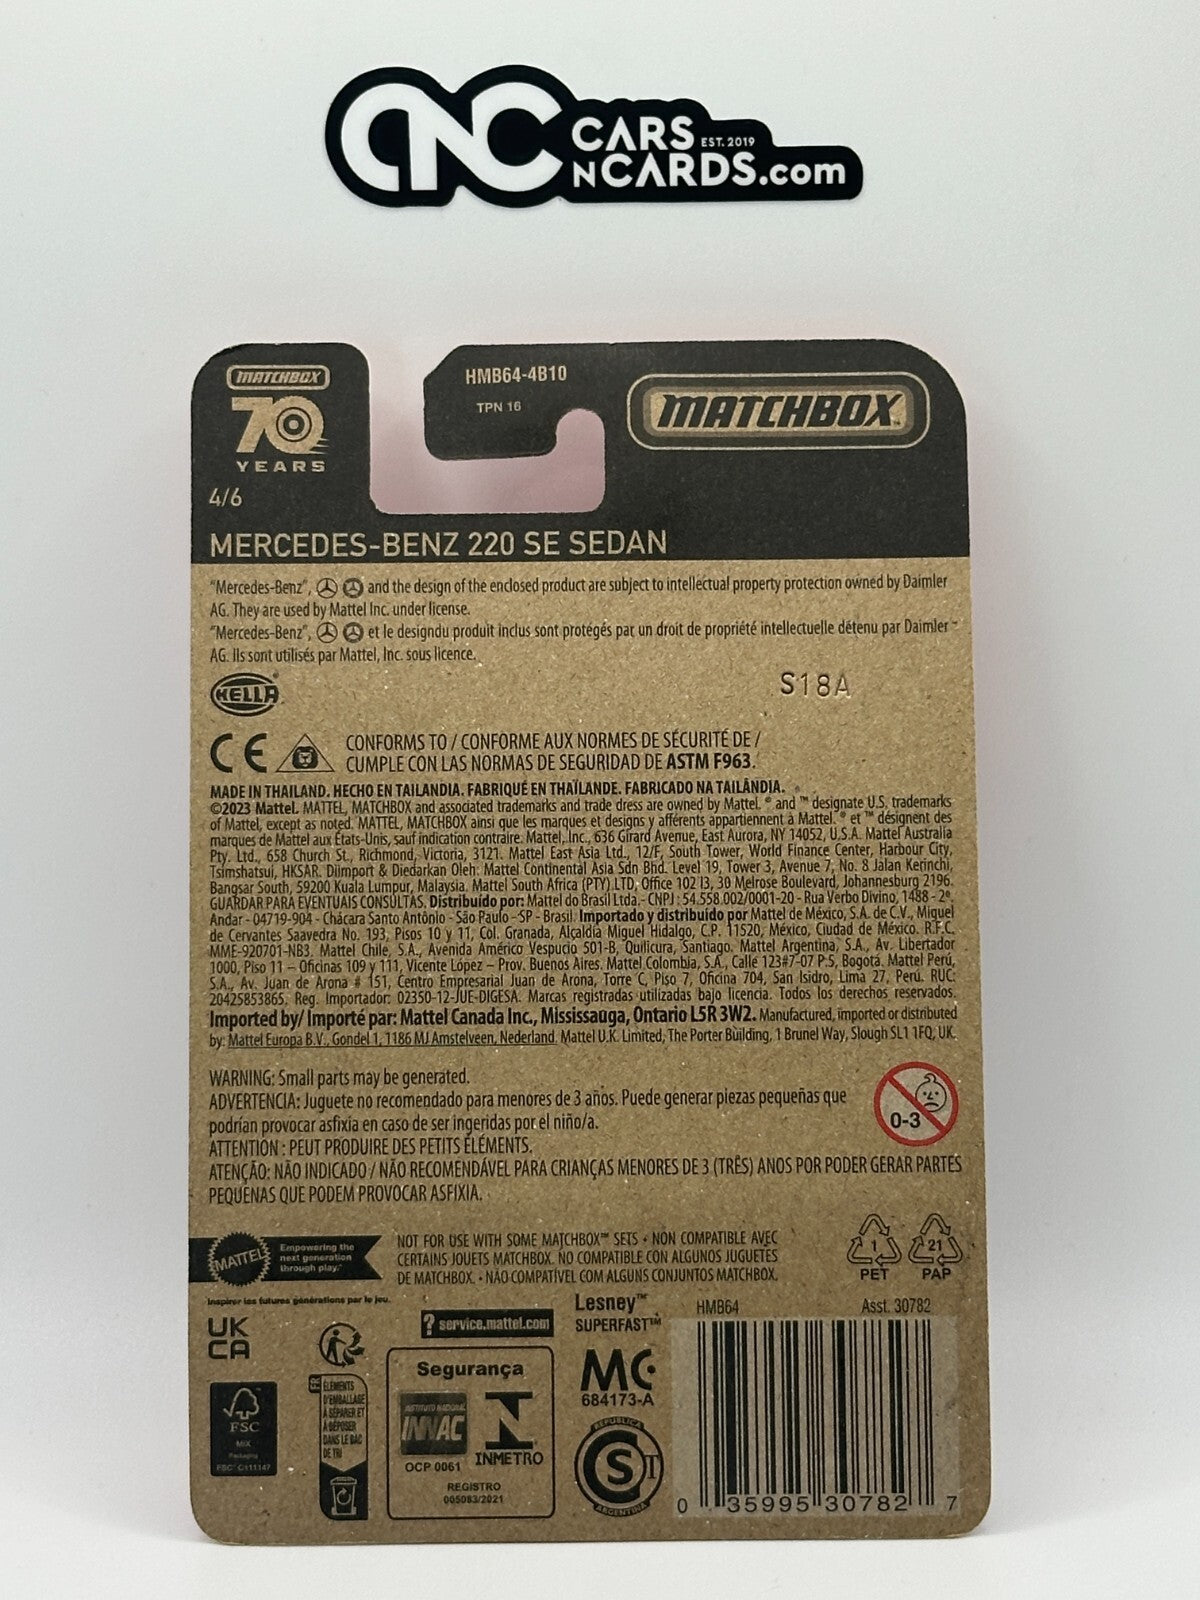 CNC CARS EST. 2019
NCARDS.com
MATCHBOX
70
YEARS
4/6
HMB64-4B10
TPN 16
MATCHBOX
MERCEDES-BENZ 220 SE SEDAN
"Mercedes-Benz", and the design of the enclosed product are subject to intellectual property protection owned by Daimler
AG. They are used by Mattel Inc. under license.
"Mercedes-Benz", et le designdu produit inclus sont protégés par un droit de propriété intellectuelle détenu par Daimler
AG. Ils sont utilisés par Mattel, Inc. sous licence.
HELLA
S18A
CE
CONFORMS TO / CONFORME AUX NORMES DE SÉCURITÉ DE /
CUMPLE CON LAS NORMAS DE SEGURIDAD DE ASTM F963.
MADE IN THAILAND. HECHO EN TAILANDIA. FABRIQUÉ EN THAÏLANDE. FABRICADO NA TAILÂNDIA.
©2023 Mattel. MATTEL, MATCHBOX and associated trademarks and trade dress are owned by Mattel. ® and ™ designate U.S. trademarks
of Mattel, except as noted. MATTEL, MATCHBOX ainsi que les marques et designs y afférents appartiennent à Mattel. ® et ™ désignent des
marques de Mattel aux États-Unis, sauf indication contraire. Mattel, Inc., 636 Girard Avenue, East Aurora, NY 14052, U.S.A. Mattel Australia
Pty. Ltd., 658 Church St., Richmond, Victoria, 3121. Mattel East Asia Ltd., 12/F, South Tower, World Finance Center, Harbour City,
Tsimshatsui, HKSAR. Diimport & Diedarkan Oleh: Mattel Continental Asia Sdn Bhd. Level 19, Tower 3, Avenue 7, No. 8 Jalan Kerinchi,
Bangsar South, 59200 Kuala Lumpur, Malaysia. Mattel South Africa (PTY) LTD, Office 102 I3, 30 Melrose Boulevard, Johannesburg 2196.
GUARDAR PARA EVENTUAIS CONSULTAS. Distribuído por: Mattel do Brasil Ltda.- CNPJ : 54.558.002/0001-20 - Rua Verbo Divino, 1488 - 2º.
Andar - 04719-904 - Chácara Santo Antônio - São Paulo -SP - Brasil. Importado y distribuido por Mattel de México, S.A. de C.V., Miguel
de Cervantes Saavedra No. 193, Pisos 10 y 11, Col. Granada, Alcaldía Miguel Hidalgo, C.P. 11520, México, Ciudad de México. R.F.C.
MME-920701-NB3. Mattel Chile, S.A., Avenida Américo Vespucio 501-B, Quilicura, Santiago. Mattel Argentina, S.A., Av. Libertador
1000, Piso 11 – Oficinas 109 y 111, Vicente López – Prov. Buenos Aires. Mattel Colombia, S.A., Calle 123#7-07 P.5, Bogotá. Mattel Perú,
S.A., Av. Juan de Arona # 151, Centro Empresarial Juan de Arona, Torre C, Piso 7, Oficina 704, San Isidro, Lima 27, Perú. RUC:
20425853865. Reg. Importador: 02350-12-JUE-DIGESA. Marcas registradas utilizadas bajo licencia. Todos los derechos reservados.
Imported by/ Importé par: Mattel Canada Inc., Mississauga, Ontario L5R 3W2. Manufactured, imported or distributed
by: Mattel Europa B.V., Gondel 1, 1186 MJ Amstelveen, Nederland. Mattel U.K. Limited, The Porter Building, 1 Brunel Way, Slough SL1 1FQ, UK.
WARNING: Small parts may be generated.
ADVERTENCIA: Juguete no recomendado para menores de 3 años. Puede generar piezas pequeñas que
podrían provocar asfixia en caso de ser ingeridas por el niño/a.
ATTENTION : PEUT PRODUIRE DES PETITS ÉLÉMENTS.
ATENÇÃO: NÃO INDICADO / NÃO RECOMENDÁVEL PARA CRIANÇAS MENORES DE 3 (TRÊS) ANOS POR PODER GERAR PARTES
PEQUENAS QUE PODEM PROVOCAR ASFIXIA.
0-3
MATTEL
Empowering the
next generation
through play.™
Inspirer les futures générations par le jeu.
NOT FOR USE WITH SOME MATCHBOX™ SETS • NON COMPATIBLE AVEC
CERTAINS JOUETS MATCHBOX. NO COMPATIBLE CON ALGUNOS JUGUETES
DE MATCHBOX. • NÃO COMPATÍVEL COM ALGUNS CONJUNTOS MATCHBOX.
1
PET
21
PAP
UK
CA
? service.mattel.com
Lesney™
SUPERFAST™
HMB64
Asst. 30782
FSC
MIX
Packaging
FSC® C111147
FR
ÉLÉMENTS
D'EMBALLAGE
À SÉPARER ET
À DÉPOSER
DANS LE BAC
DE TRI
Segurança
INSTITUTO NACIONAL
INNAC
OCP 0061
INMETRO
REGISTRO
005083/2021
MC
684173-A
REPUBLICA
S
ARGENTINA
0 35995 30782 7